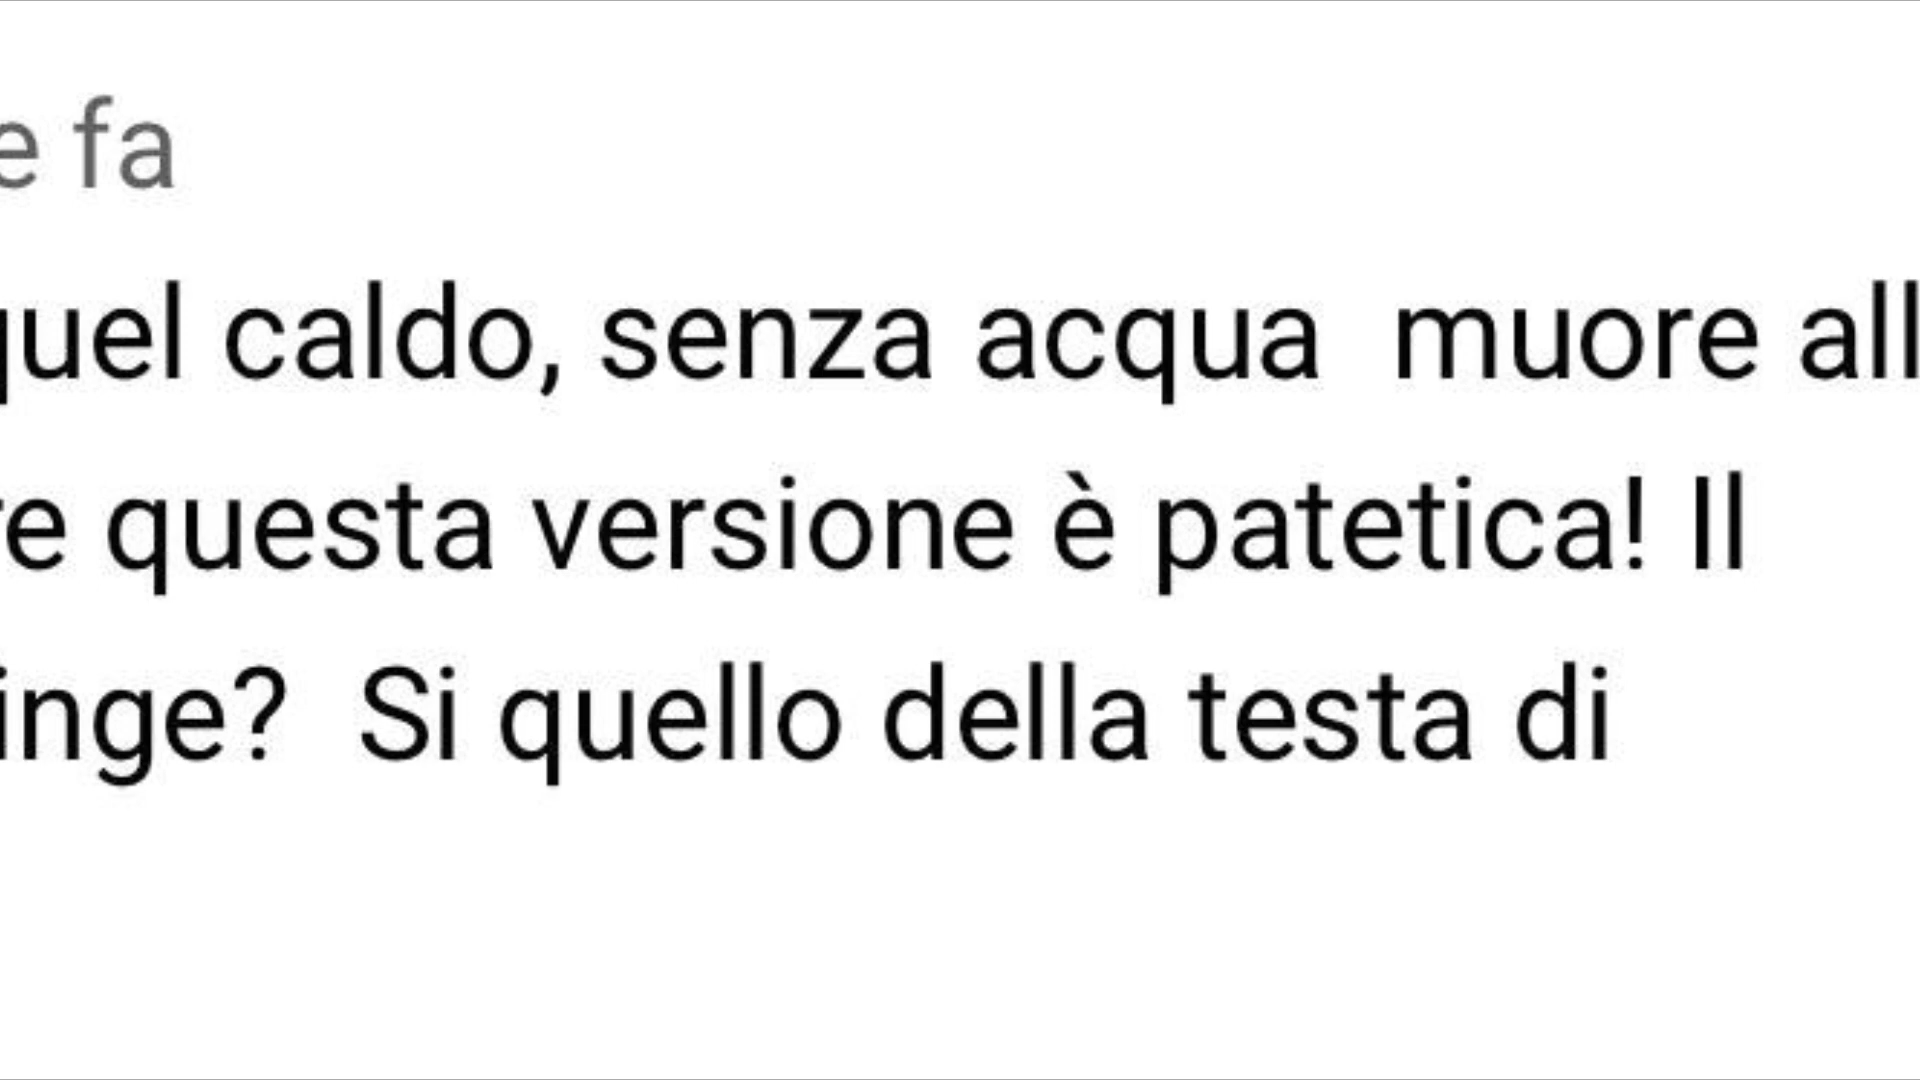 e fa
quel caldo, senza acqua  muore all
re questa versione è patetica! Il
inge?  Si quello della testa di